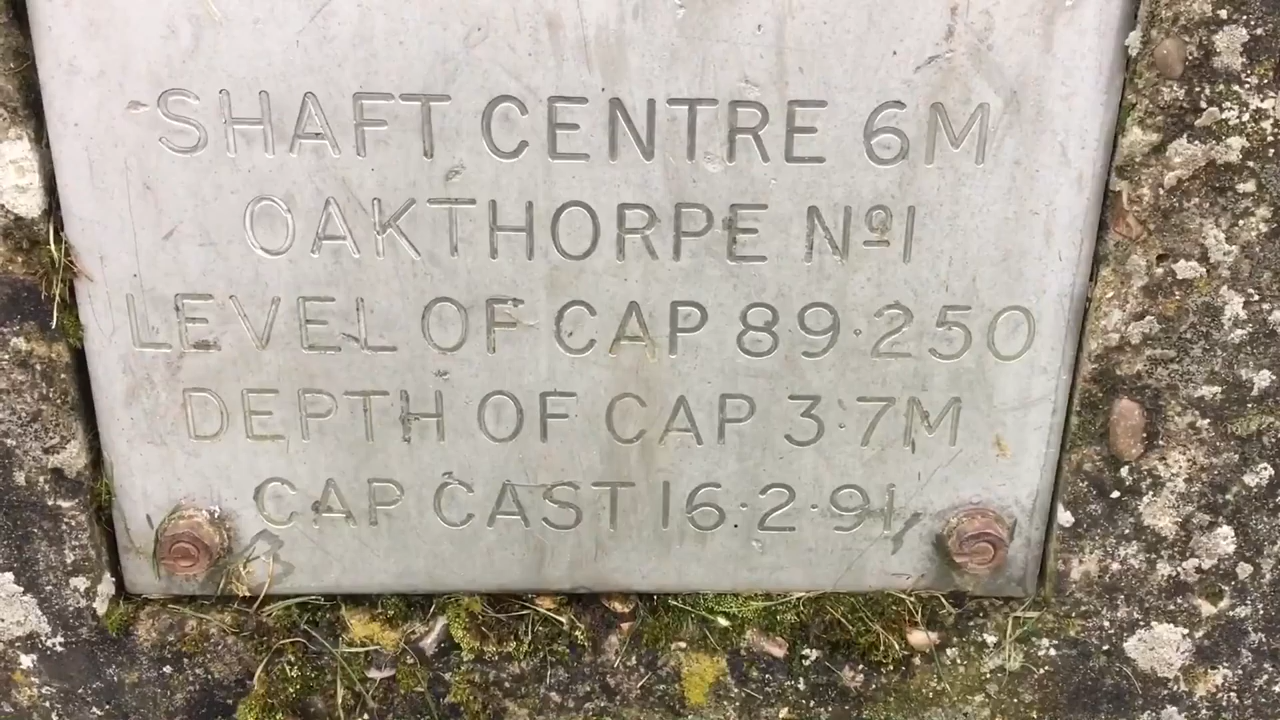 SHAFT CENTRE 6M
OAKTHORPE Nº1
LEVEL OF CAP 89·250
DEPTH OF CAP 3·7M
CAP CAST 16·2·91